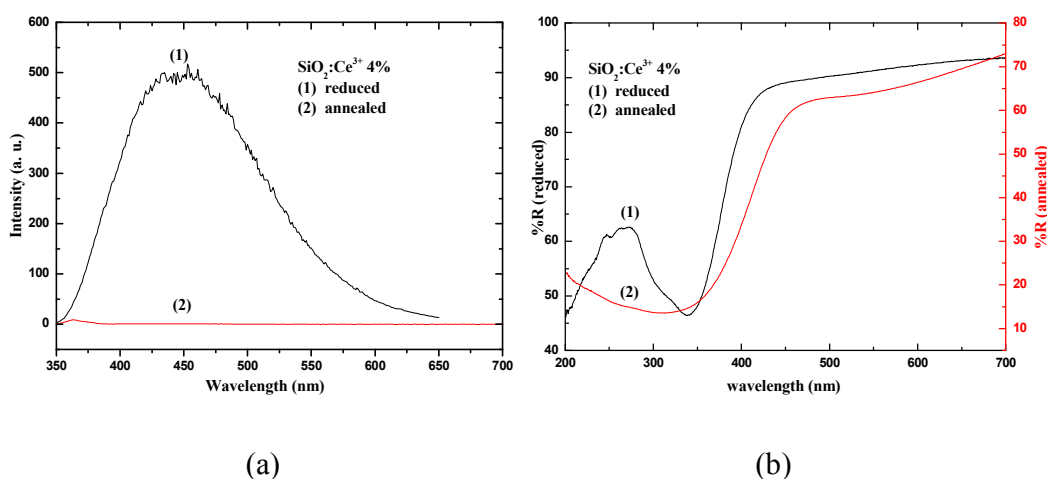 600
500
400
300
200
100
0
350 400 450 500 550 600 650 700
Intensity (a. u.)
Wavelength (nm)
(1)
SiO₂:Ce³⁺ 4%
(1) reduced
(2) annealed
(2)
(a)
100
90
80
70
60
50
40
200 300 400 500 600 700
%R (reduced)
wavelength (nm)
SiO₂:Ce³⁺ 4%
(1) reduced
(2) annealed
(1)
(2)
80
70
60
50
40
30
20
10
%R (annealed)
(b)